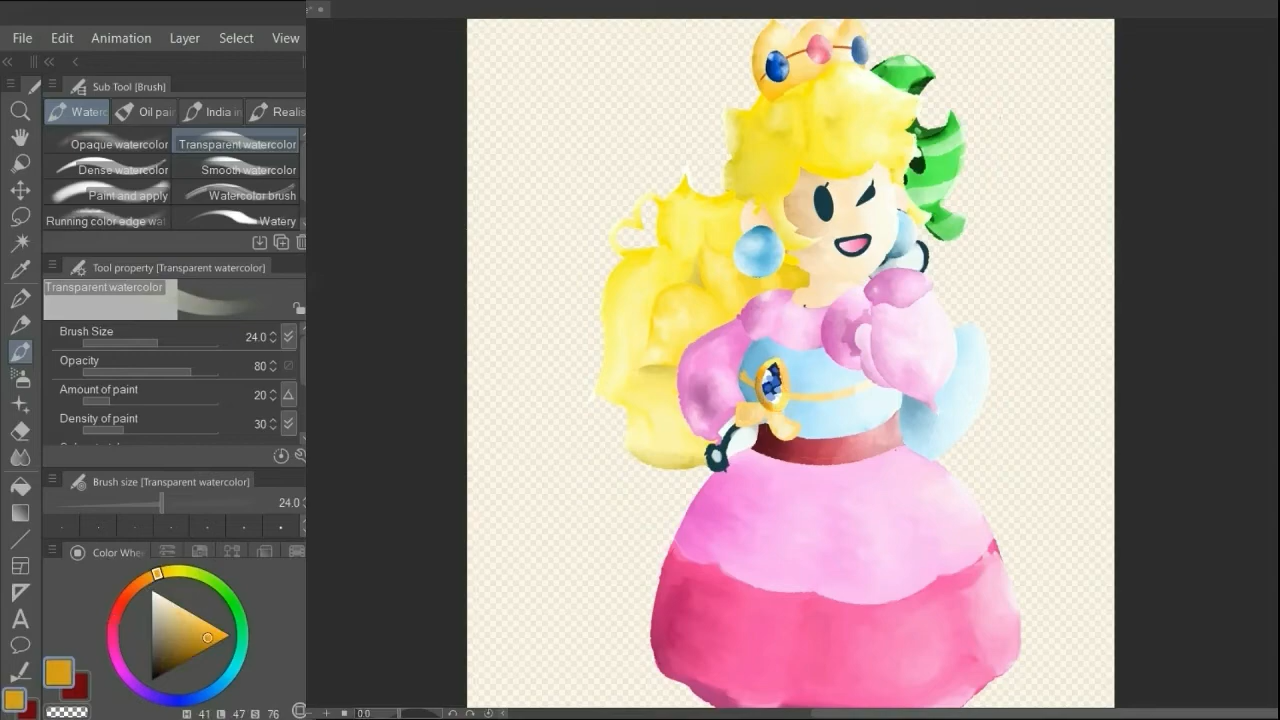 File Edit Animation Layer Select View
Sub Tool [Brush]
Oil pai India in Realis
Opaque watercolor Transparent watercolor
Dense watercolor Smooth watercolor
Paint and apply Watercolor brush
Running color edge wat Watery
Tool property [Transparent watercolor]
Transparent watercolor
Brush Size 24.0
Opacity 80
Amount of paint 20
Density of paint 30
Brush size [Transparent watercolor]
24.0
Color Whe
H 41 L 47 S 76
0.0